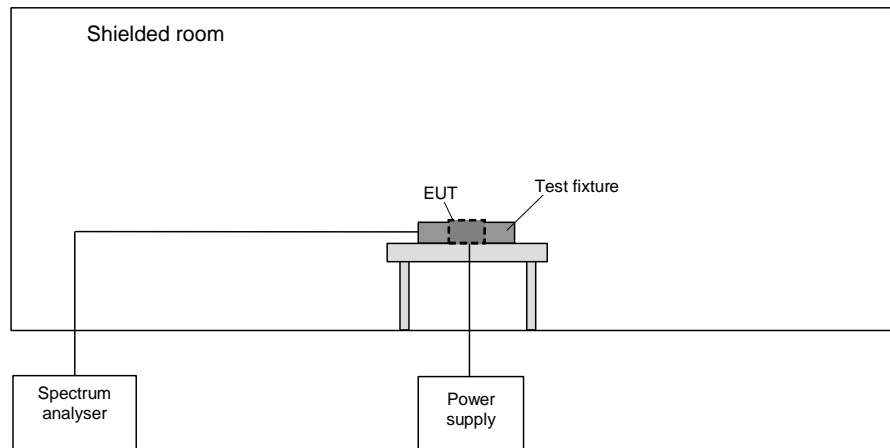 Shielded room
EUT
Test fixture
Spectrum
analyser
Power
supply